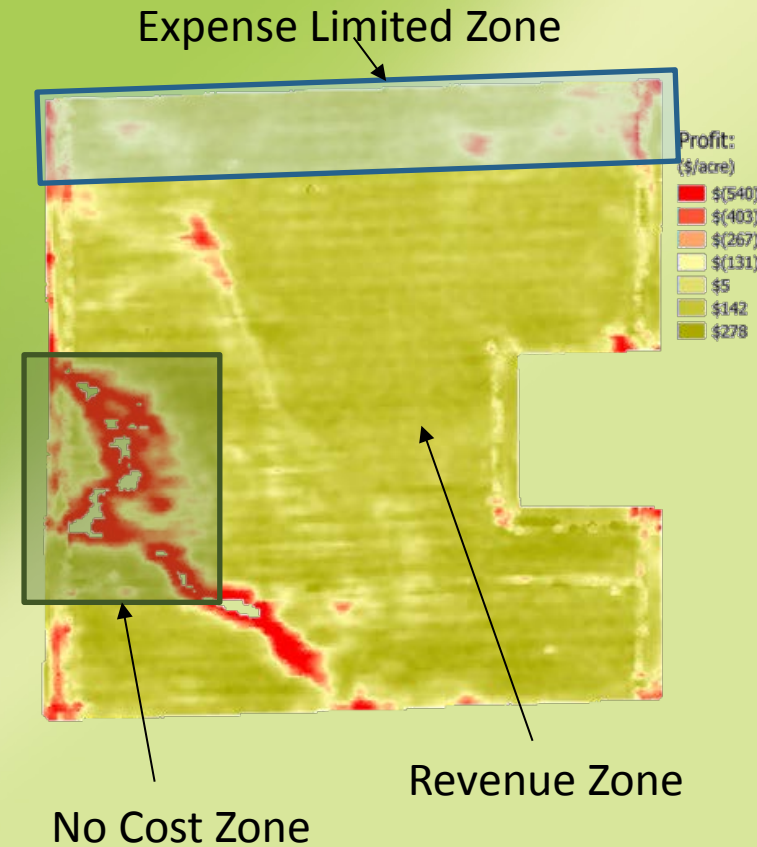 Expense Limited Zone
Profit:
($/acre)
$(540)
$(403)
$(267)
$(131)
$5
$142
$278
Revenue Zone
No Cost Zone